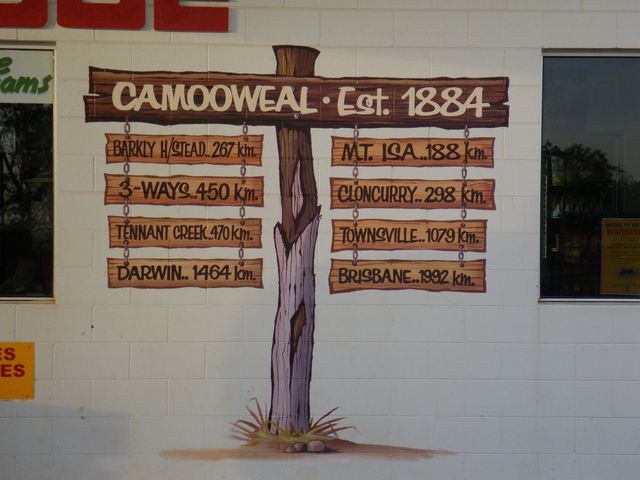 CAMOOWEAL · Est. 1884
BARKLY H/STEAD.. 267 km.
3-WAYS.. 450 km.
TENNANT CREEK. 470 km.
DARWIN.. 1464 km.
MT. ISA..188 km.
CLONCURRY.. 298 km.
TOWNSVILLE.. 1079 km.
BRISBANE..1992 km.
WARNING